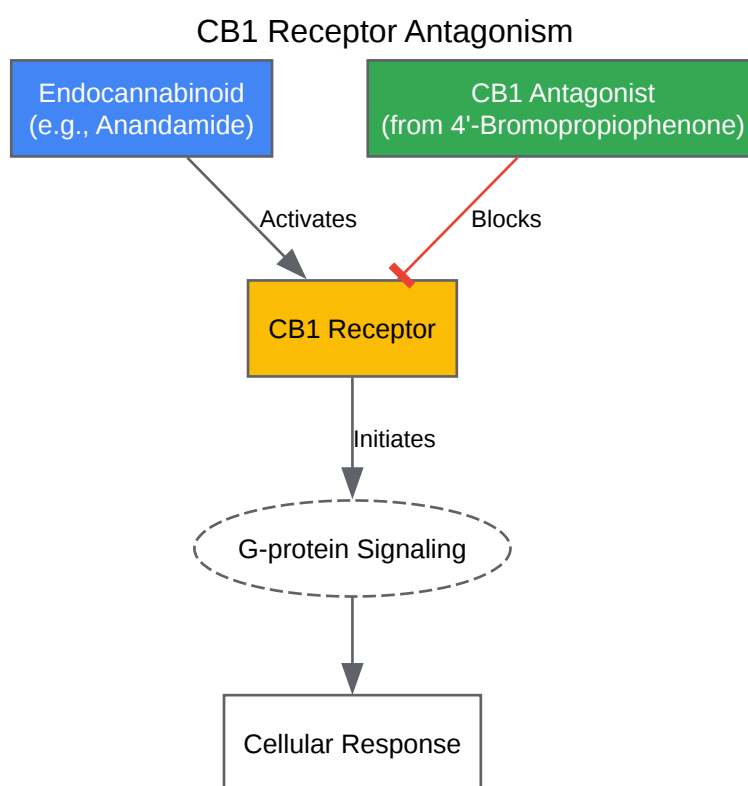 CB1 Receptor Antagonism
Endocannabinoid
(e.g., Anandamide)
CB1 Antagonist
(from 4'-Bromopropiophenone)
Activates
Blocks
CB1 Receptor
Initiates
G-protein Signaling
Cellular Response